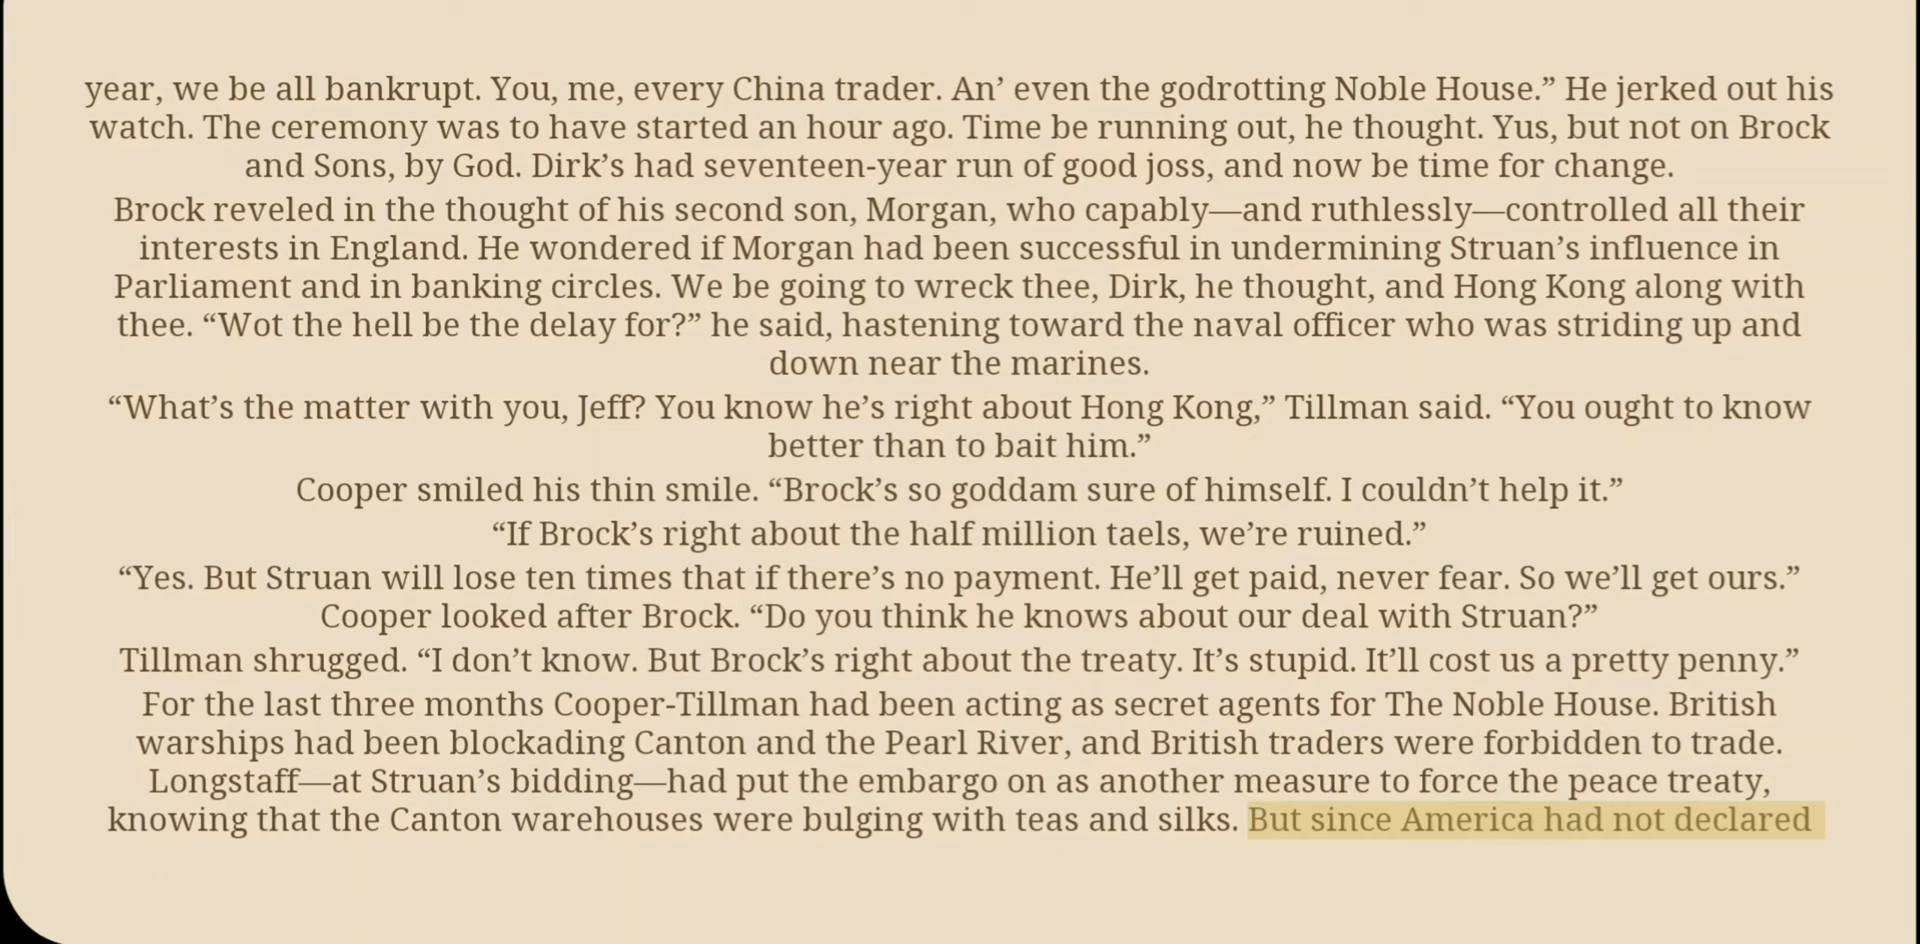 year, we be all bankrupt. You, me, every China trader. An’ even the godrotting Noble House.” He jerked out his
watch. The ceremony was to have started an hour ago. Time be running out, he thought. Yus, but not on Brock
and Sons, by God. Dirk’s had seventeen-year run of good joss, and now be time for change.
Brock reveled in the thought of his second son, Morgan, who capably—and ruthlessly—controlled all their
interests in England. He wondered if Morgan had been successful in undermining Struan’s influence in
Parliament and in banking circles. We be going to wreck thee, Dirk, he thought, and Hong Kong along with
thee. “Wot the hell be the delay for?” he said, hastening toward the naval officer who was striding up and
down near the marines.
“What’s the matter with you, Jeff? You know he’s right about Hong Kong,” Tillman said. “You ought to know
better than to bait him.”
Cooper smiled his thin smile. “Brock’s so goddam sure of himself. I couldn’t help it.”
“If Brock’s right about the half million taels, we’re ruined.”
“Yes. But Struan will lose ten times that if there’s no payment. He’ll get paid, never fear. So we’ll get ours.”
Cooper looked after Brock. “Do you think he knows about our deal with Struan?”
Tillman shrugged. “I don’t know. But Brock’s right about the treaty. It’s stupid. It’ll cost us a pretty penny.”
For the last three months Cooper-Tillman had been acting as secret agents for The Noble House. British
warships had been blockading Canton and the Pearl River, and British traders were forbidden to trade.
Longstaff—at Struan’s bidding—had put the embargo on as another measure to force the peace treaty,
knowing that the Canton warehouses were bulging with teas and silks. But since America had not declared